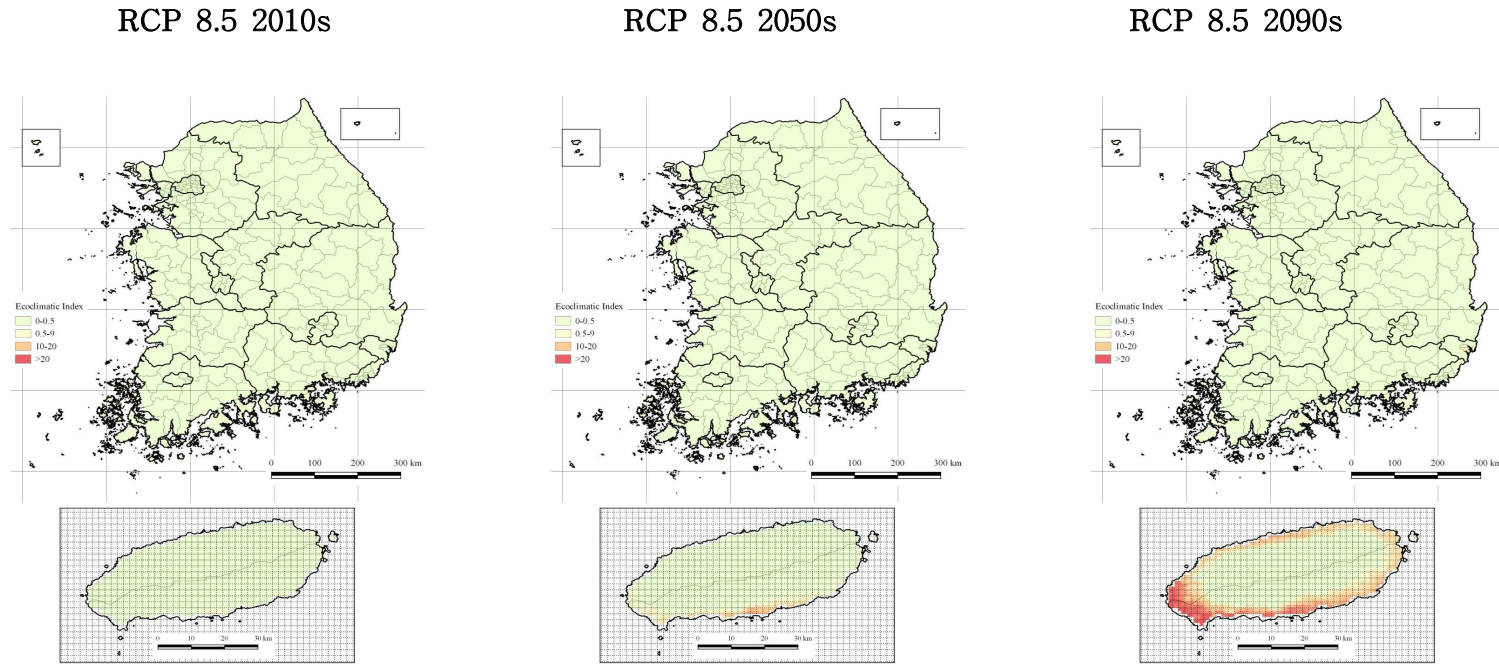 RCP 8.5 2010s
RCP 8.5 2050s
RCP 8.5 2090s
Ecoclimatic Index
0-0.5
0.5-9
10-20
>20
0 100 200 300 km
0 10 20 30 km
Ecoclimatic Index
0-0.5
0.5-9
10-20
>20
0 100 200 300 km
0 10 20 30 km
Ecoclimatic Index
0-0.5
0.5-9
10-20
>20
0 100 200 300 km
0 10 20 30 km